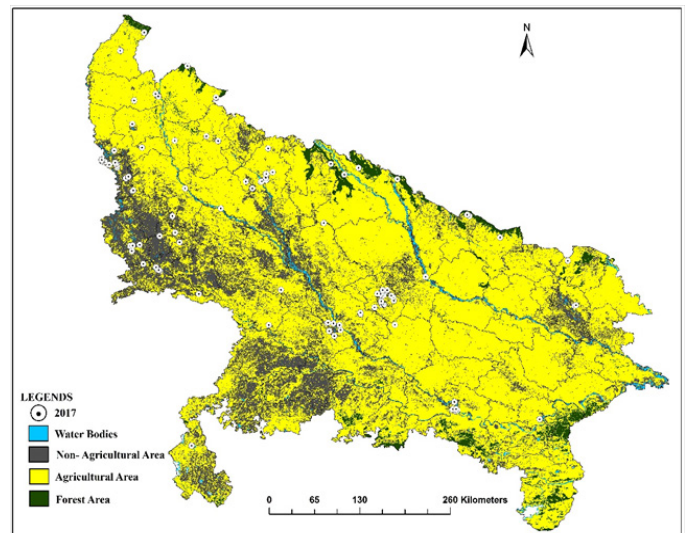 N
LEGENDS
2017
Water Bodies
Non- Agricultural Area
Agricultural Area
Forest Area
0 65 130 260 Kilometers